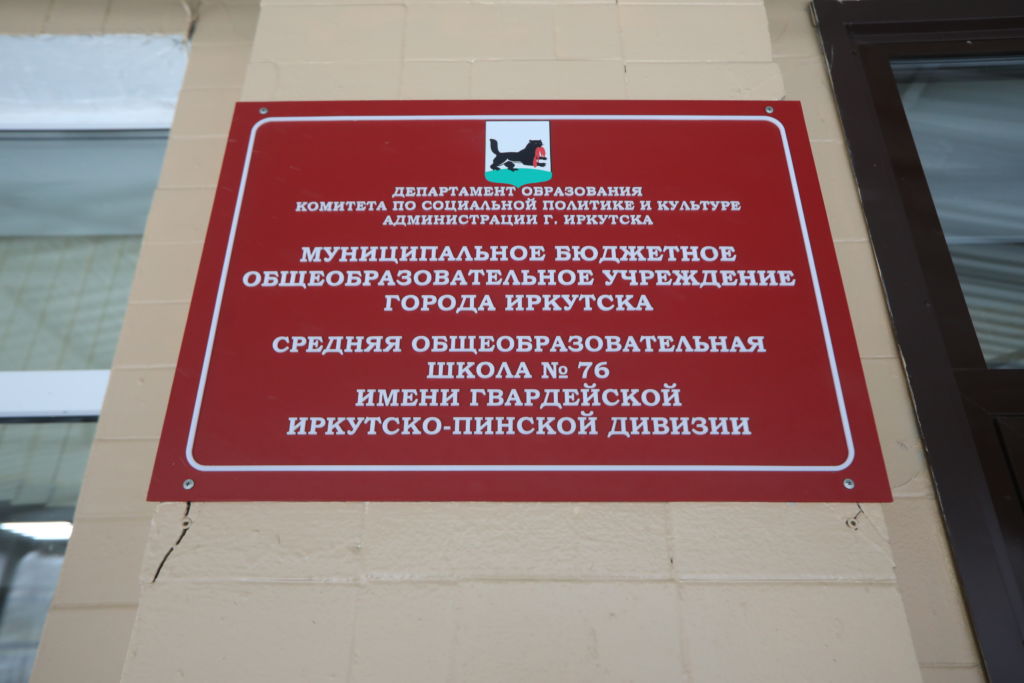 ДЕПАРТАМЕНТ ОБРАЗОВАНИЯ
КОМИТЕТА ПО СОЦИАЛЬНОЙ ПОЛИТИКЕ И КУЛЬТУРЕ
АДМИНИСТРАЦИИ Г. ИРКУТСКА
МУНИЦИПАЛЬНОЕ БЮДЖЕТНОЕ
ОБЩЕОБРАЗОВАТЕЛЬНОЕ УЧРЕЖДЕНИЕ
ГОРОДА ИРКУТСКА
СРЕДНЯЯ ОБЩЕОБРАЗОВАТЕЛЬНАЯ
ШКОЛА № 76
ИМЕНИ ГВАРДЕЙСКОЙ
ИРКУТСКО-ПИНСКОЙ ДИВИЗИИ